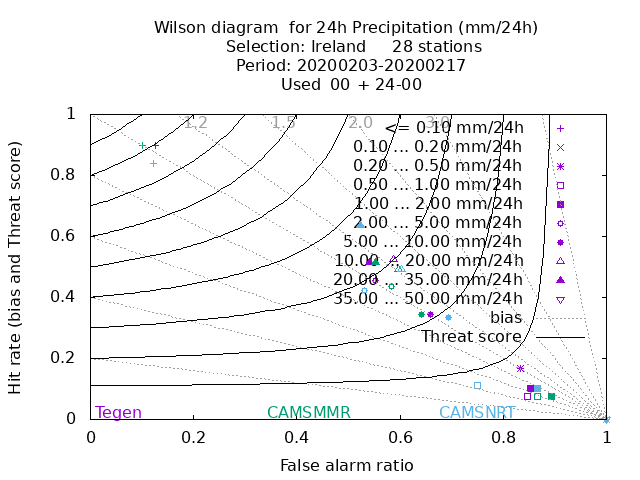 Wilson diagram  for 24h Precipitation (mm/24h)
Selection: Ireland     28 stations
Period: 20200203-20200217
Used  00 + 24-00
Hit rate (bias and Threat score)
1
0.8
0.6
0.4
0.2
0
1.2
1.5
2.0
3.0
<= 0.10 mm/24h
0.10 ... 0.20 mm/24h
0.20 ... 0.50 mm/24h
0.50 ... 1.00 mm/24h
1.00 ... 2.00 mm/24h
2.00 ... 5.00 mm/24h
5.00 ... 10.00 mm/24h
10.00 ... 20.00 mm/24h
20.00 ... 35.00 mm/24h
35.00 ... 50.00 mm/24h
bias
Threat score
Tegen
CAMSMMR
CAMSNRT
0
0.2
0.4
0.6
0.8
1
False alarm ratio